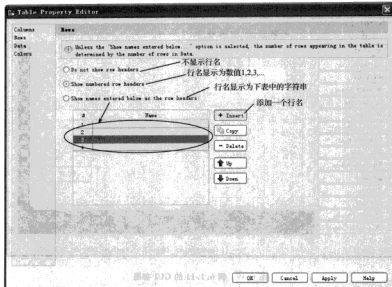 Table Property Editor
Columns
Rows
Data
Colors
Rows
Unless the 'Show names entered below ...' option is selected, the number of rows appearing in the table is
determined by the number of rows in Data.
不显示行名
Do not show row headers
行名显示为数值1,2,3,...
Show numbered row headers
行名显示为下表中的字符串
Show names entered below as the row headers:
添加一个行名
# Name
1
2
Insert
Copy
Delete
Up
Down
OK Cancel Apply Help